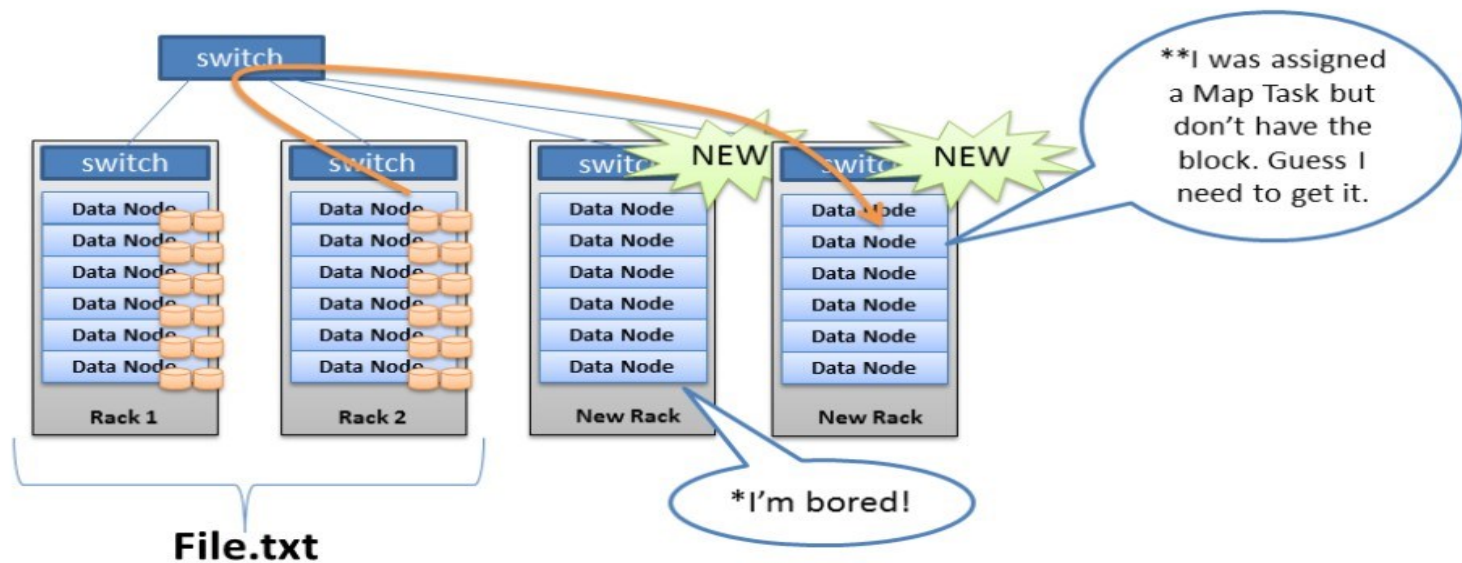 switch
**I was assigned
a Map Task but
don't have the
block. Guess I
need to get it.
switch
switch
switc
NEW
switc
NEW
Data Node
Data Node
Data Node
Data Node
Data Node
Data Node
Rack 1
Data Node
Data Node
Data Node
Data Node
Data Node
Data Node
Rack 2
Data Node
Data Node
Data Node
Data Node
Data Node
Data Node
New Rack
Data Node
Data Node
Data Node
Data Node
Data Node
Data Node
New Rack
*I'm bored!
File.txt